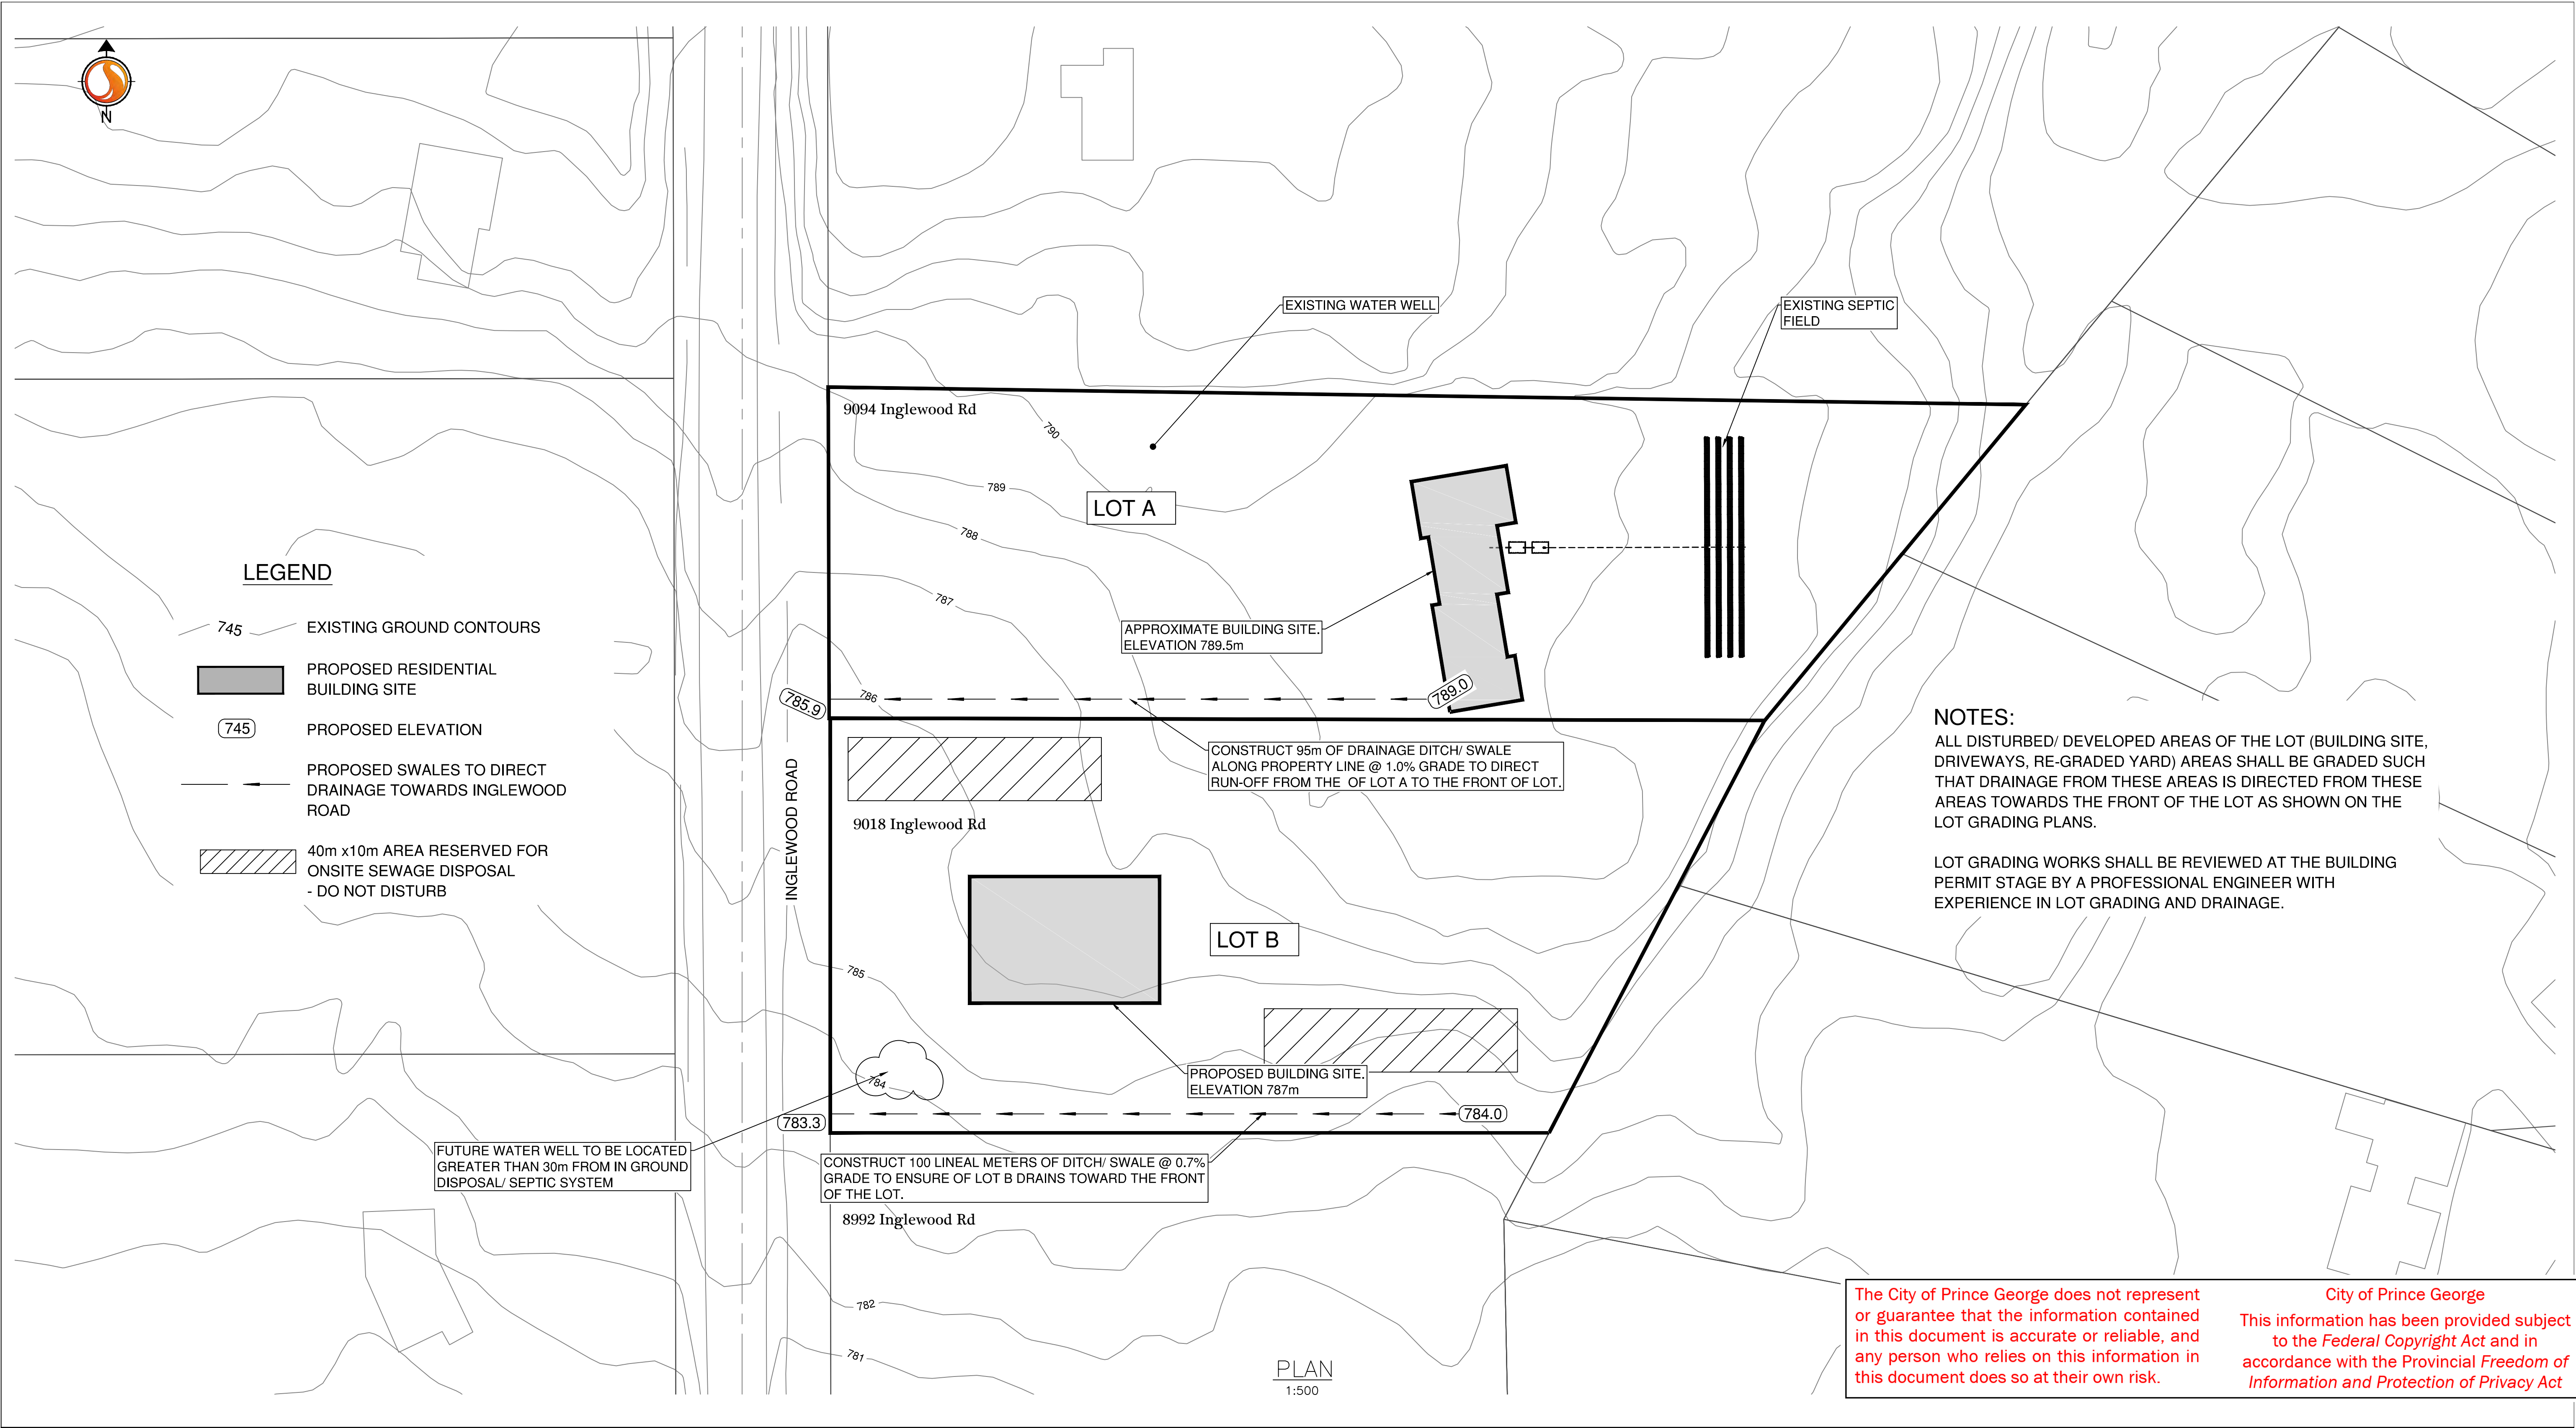 N
EXISTING WATER WELL
EXISTING SEPTIC
FIELD
9094 Inglewood Rd
790
789
LOT A
788
787
APPROXIMATE BUILDING SITE.
ELEVATION 789.5m
786
785.9
789.0
CONSTRUCT 95m OF DRAINAGE DITCH/ SWALE
ALONG PROPERTY LINE @ 1.0% GRADE TO DIRECT
RUN-OFF FROM THE  OF LOT A TO THE FRONT OF LOT.
LEGEND
745
EXISTING GROUND CONTOURS
PROPOSED RESIDENTIAL
BUILDING SITE
745
PROPOSED ELEVATION
PROPOSED SWALES TO DIRECT
DRAINAGE TOWARDS INGLEWOOD
ROAD
40m x10m AREA RESERVED FOR
ONSITE SEWAGE DISPOSAL
- DO NOT DISTURB
INGLEWOOD ROAD
9018 Inglewood Rd
LOT B
785
784
PROPOSED BUILDING SITE.
ELEVATION 787m
783.3
784.0
FUTURE WATER WELL TO BE LOCATED
GREATER THAN 30m FROM IN GROUND
DISPOSAL/ SEPTIC SYSTEM
CONSTRUCT 100 LINEAL METERS OF DITCH/ SWALE @ 0.7%
GRADE TO ENSURE OF LOT B DRAINS TOWARD THE FRONT
OF THE LOT.
8992 Inglewood Rd
782
781
NOTES:
ALL DISTURBED/ DEVELOPED AREAS OF THE LOT (BUILDING SITE,
DRIVEWAYS, RE-GRADED YARD) AREAS SHALL BE GRADED SUCH
THAT DRAINAGE FROM THESE AREAS IS DIRECTED FROM THESE
AREAS TOWARDS THE FRONT OF THE LOT AS SHOWN ON THE
LOT GRADING PLANS.
LOT GRADING WORKS SHALL BE REVIEWED AT THE BUILDING
PERMIT STAGE BY A PROFESSIONAL ENGINEER WITH
EXPERIENCE IN LOT GRADING AND DRAINAGE.
PLAN
1:500
The City of Prince George does not represent
or guarantee that the information contained
in this document is accurate or reliable, and
any person who relies on this information in
this document does so at their own risk.
City of Prince George
This information has been provided subject
to the Federal Copyright Act and in
accordance with the Provincial Freedom of
Information and Protection of Privacy Act